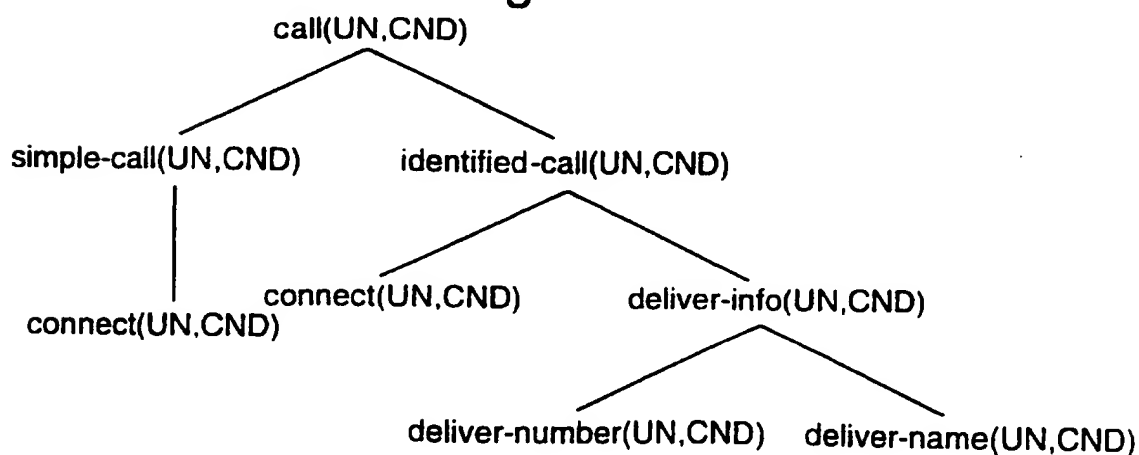 call(UN,CND)
simple-call(UN,CND) identified-call(UN,CND)
connect(UN,CND) connect(UN,CND) deliver-info(UN,CND)
deliver-number(UN,CND) deliver-name(UN,CND)